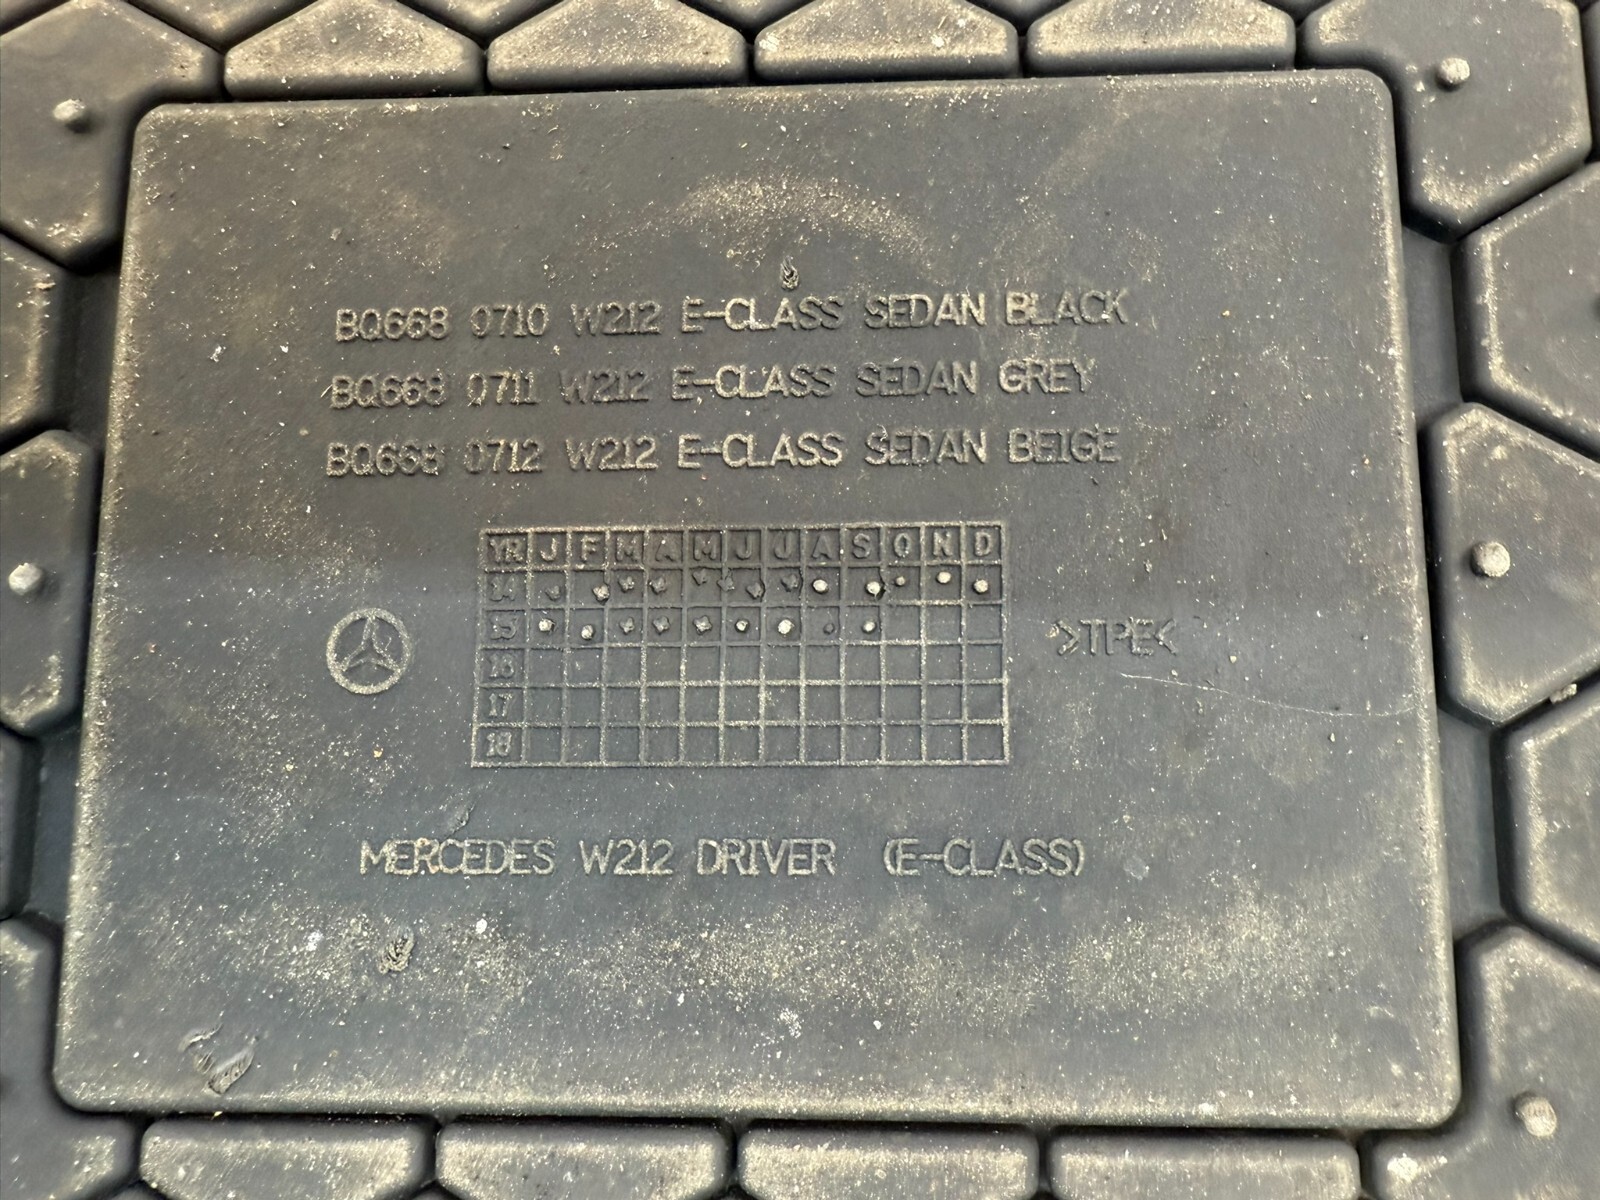 BQ668 0710 W212 E-CLASS SEDAN BLACK
BQ668 0711 W212 E-CLASS SEDAN GREY
BQ668 0712 W212 E-CLASS SEDAN BEIGE
YR J F M A M J J A S O N D
14
15
16
17
18
>TPE<
MERCEDES W212 DRIVER (E-CLASS)